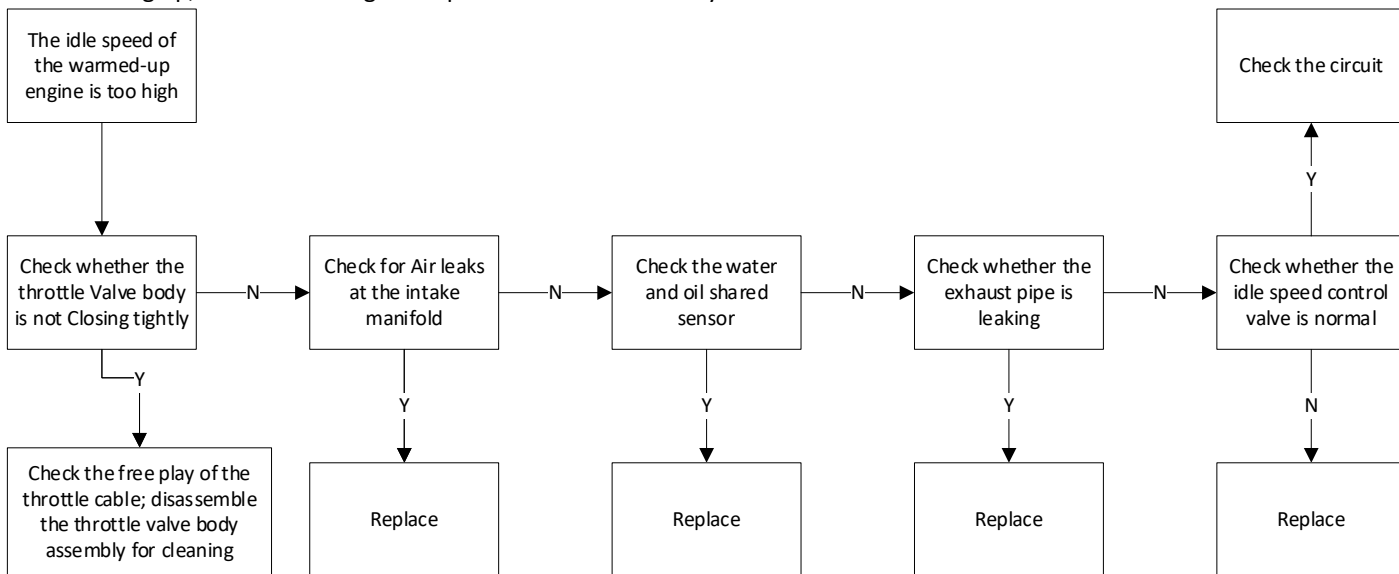 The idle speed of
the warmed-up
engine is too high
Check the circuit
Y
Check whether the
throttle Valve body
is not Closing tightly
N
Check for Air leaks
at the intake
manifold
N
Check the water
and oil shared
sensor
N
Check whether the
exhaust pipe is
leaking
N
Check whether the
idle speed control
valve is normal
Y
Y
Y
Y
N
Check the free play of the
throttle cable; disassemble
the throttle valve body
assembly for cleaning
Replace
Replace
Replace
Replace